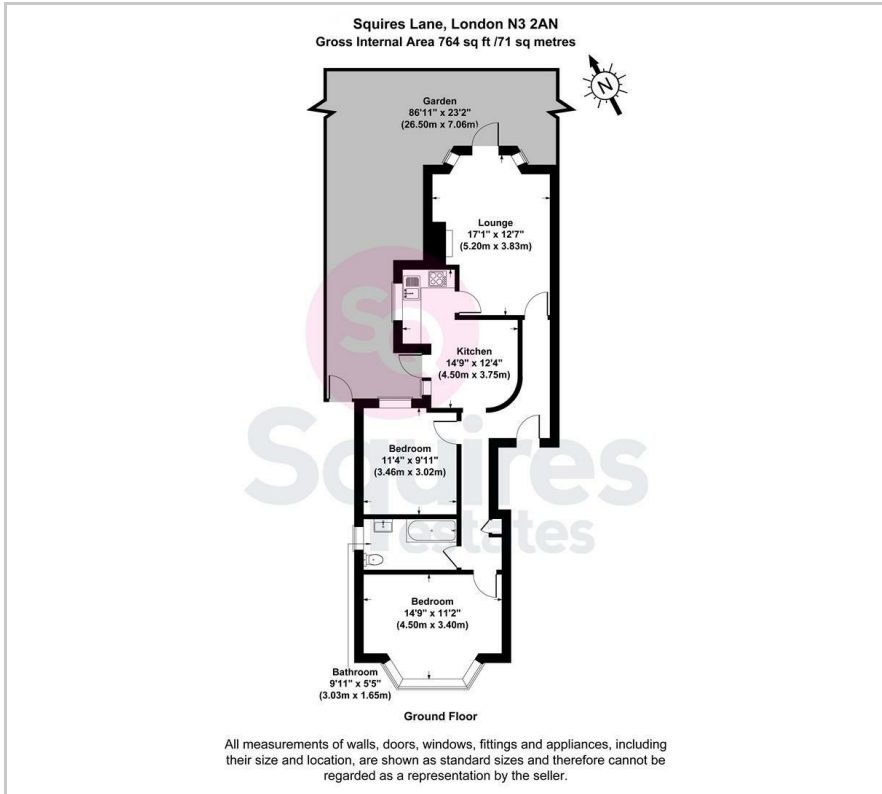 Squires Lane, London N3 2AN
Gross Internal Area 764 sq ft /71 sq metres
N
Garden
86'11" x 23'2"
(26.50m x 7.06m)
Lounge
17'1" x 12'7"
(5.20m x 3.83m)
Kitchen
14'9" x 12'4"
(4.50m x 3.75m)
SQ
Squires
estates
Bedroom
11'4" x 9'11"
(3.46m x 3.02m)
Bedroom
14'9" x 11'2"
(4.50m x 3.40m)
Bathroom
9'11" x 5'5"
(3.03m x 1.65m)
Ground Floor
All measurements of walls, doors, windows, fittings and appliances, including
their size and location, are shown as standard sizes and therefore cannot be
regarded as a representation by the seller.